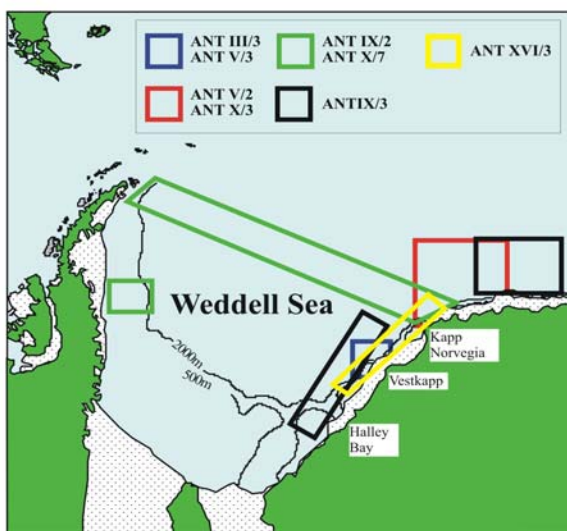 ANT III/3
ANT V/3
ANT IX/2
ANT X/7
ANT XVI/3
ANT V/2
ANT X/3
ANTIX/3
Weddell Sea
2000m
500m
Kapp
Norvegia
Vestkapp
Halley
Bay